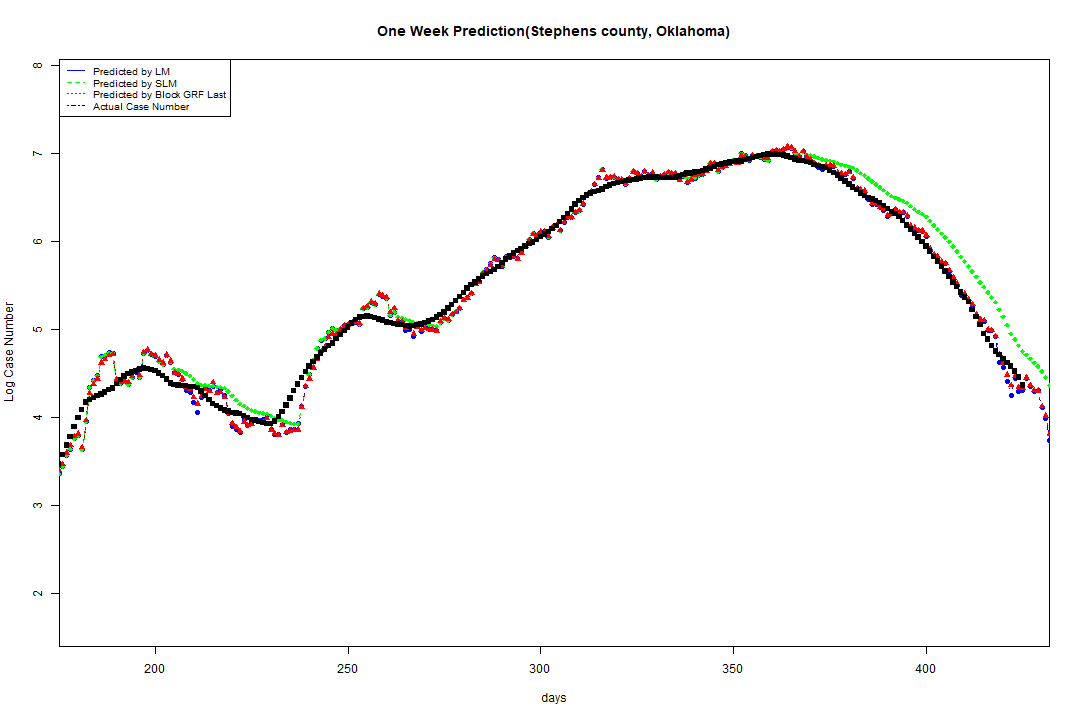 One Week Prediction(Stephens county, Oklahoma)
Predicted by LM
Predicted by SLM
Predicted by Block GRF Last
Actual Case Number
8
7
6
5
4
3
2
Log Case Number
200 250 300 350 400
days